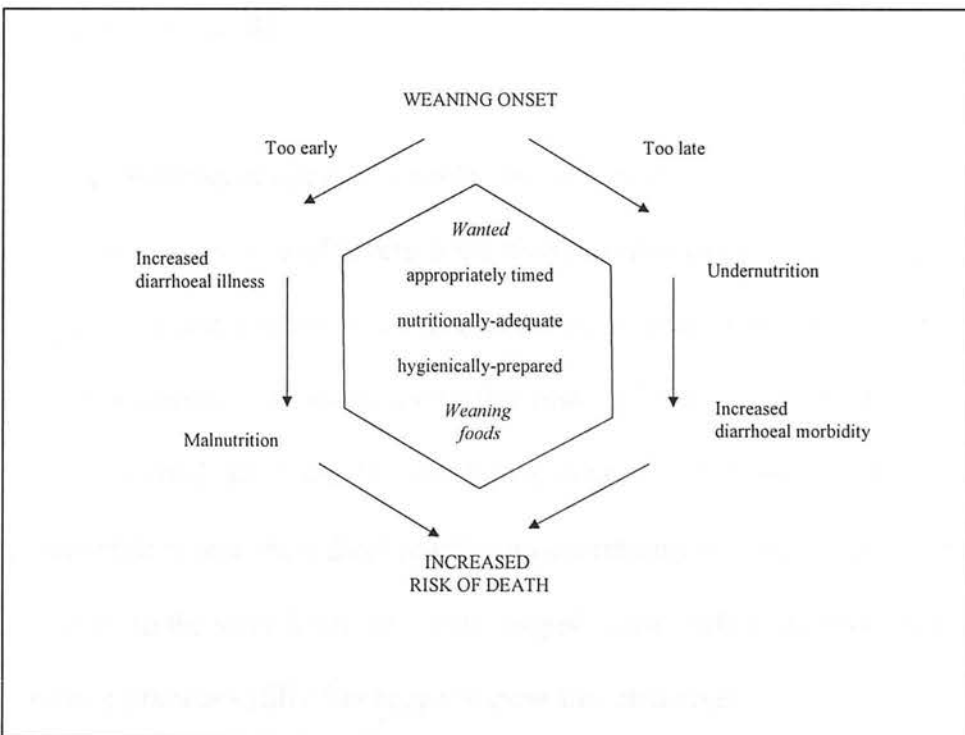 WEANING ONSET
Too early
Too late
Wanted
Increased
diarrhoeal illness
appropriately timed
Undernutrition
nutritionally-adequate
hygienically-prepared
Weaning
foods
Malnutrition
Increased
diarrhoeal morbidity
INCREASED
RISK OF DEATH